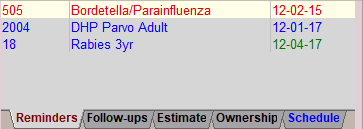 505 Bordetella/Parainfluenza 12-02-15
2004 DHP Parvo Adult 12-01-17
18 Rabies 3yr 12-04-17
Reminders Follow-ups Estimate Ownership Schedule